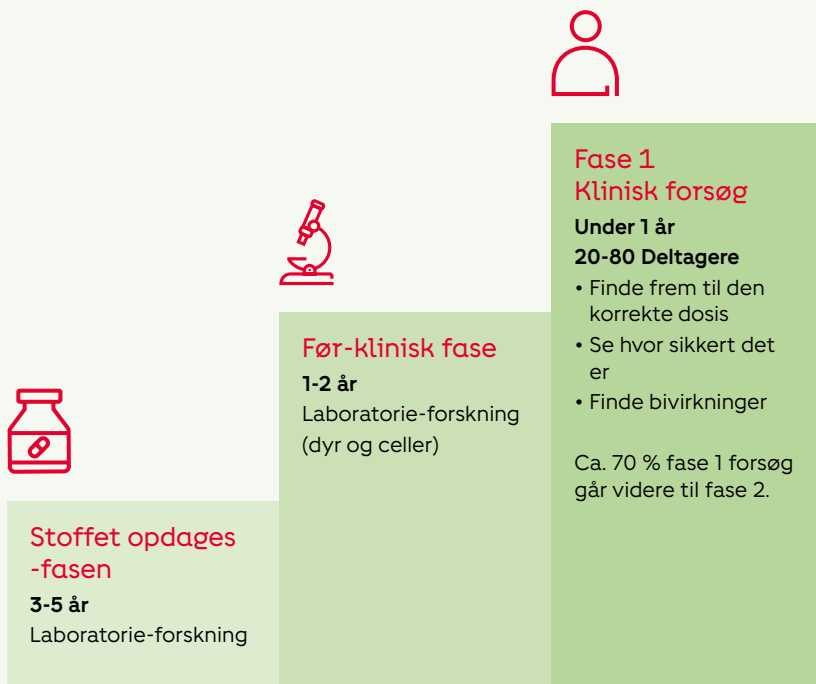 Stoffet opdages
-fasen
3-5 år
Laboratorie-forskning
Før-klinisk fase
1-2 år
Laboratorie-forskning
(dyr og celler)
Fase 1
Klinisk forsøg
Under 1 år
20-80 Deltagere
• Finde frem til den
korrekte dosis
• Se hvor sikkert det
er
• Finde bivirkninger
Ca. 70 % fase 1 forsøg
går videre til fase 2.